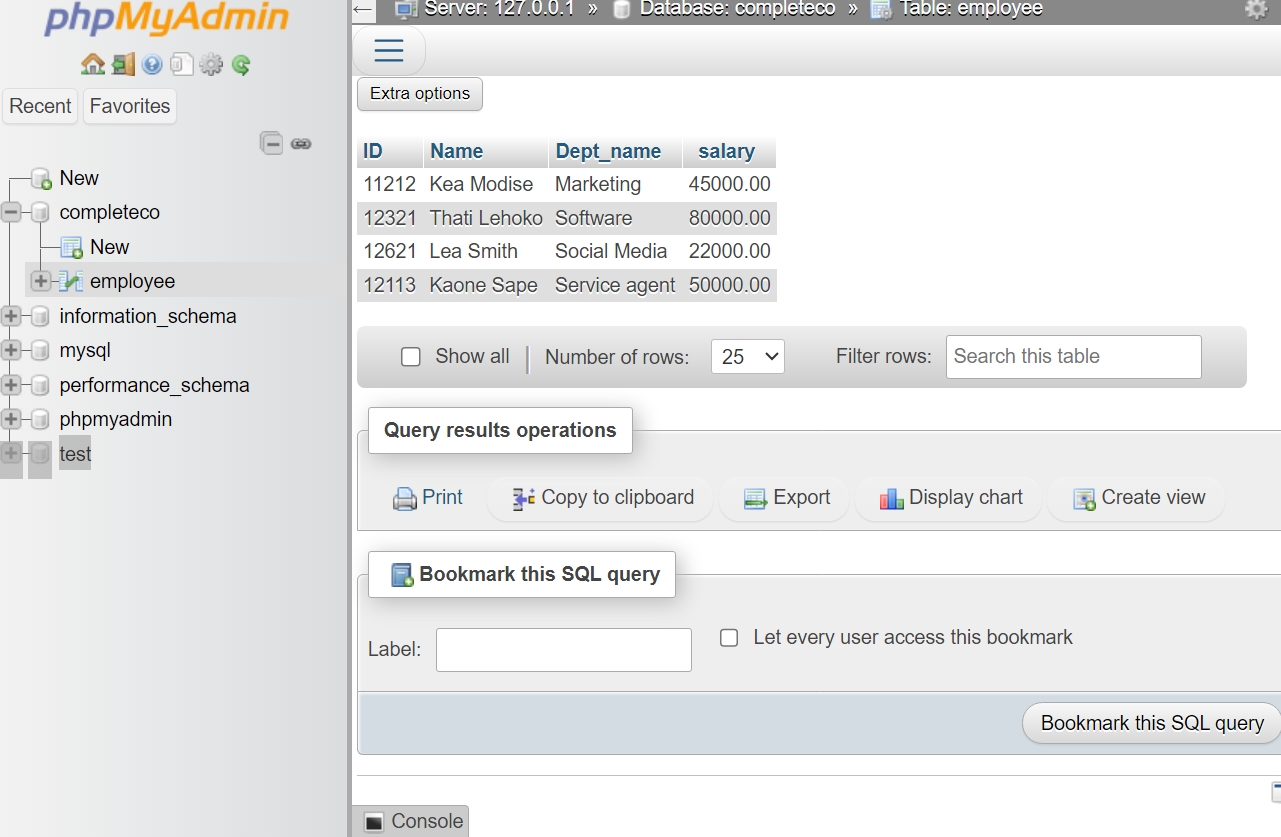 phpMyAdmin
Recent Favorites
New
completeco
New
employee
information_schema
mysql
performance_schema
phpmyadmin
test
Server: 127.0.0.1 » Database: completeco » Table: employee
Extra options
ID Name Dept_name salary
11212 Kea Modise Marketing 45000.00
12321 Thati Lehoko Software 80000.00
12621 Lea Smith Social Media 22000.00
12113 Kaone Sape Service agent 50000.00
Show all | Number of rows: 25 Filter rows: Search this table
Query results operations
Print Copy to clipboard Export Display chart Create view
Bookmark this SQL query
Label: Let every user access this bookmark
Bookmark this SQL query
Console